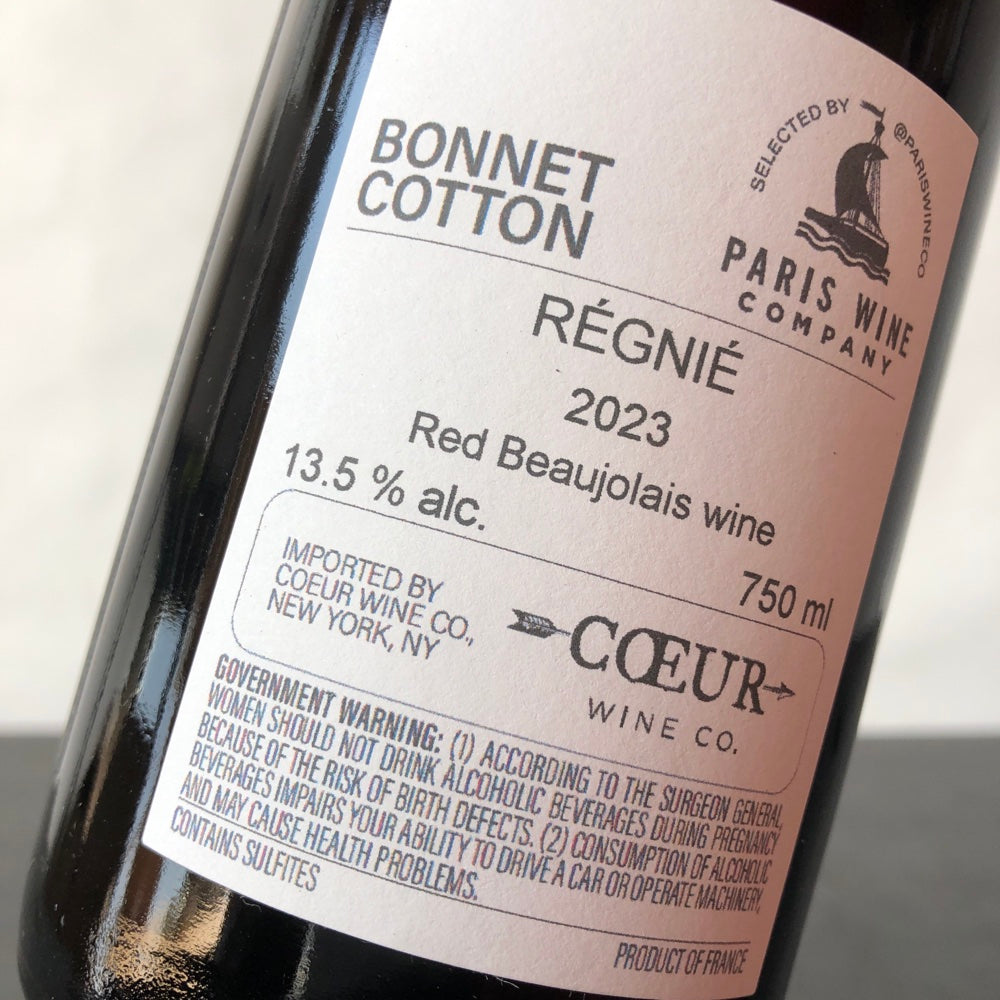 BONNET
COTTON
SELECTED BY
@PARISWINECO
PARIS WINE
COMPANY
RÉGNIÉ
2023
Red Beaujolais wine
13.5 % alc.
750 ml
IMPORTED BY
COEUR WINE CO.,
NEW YORK, NY
CŒUR
WINE CO.
GOVERNMENT WARNING: (1) ACCORDING TO THE SURGEON GENERAL,
WOMEN SHOULD NOT DRINK ALCOHOLIC BEVERAGES DURING PREGNANCY
BECAUSE OF THE RISK OF BIRTH DEFECTS. (2) CONSUMPTION OF ALCOHOLIC
BEVERAGES IMPAIRS YOUR ABILITY TO DRIVE A CAR OR OPERATE MACHINERY,
AND MAY CAUSE HEALTH PROBLEMS.
CONTAINS SULFITES
PRODUCT OF FRANCE